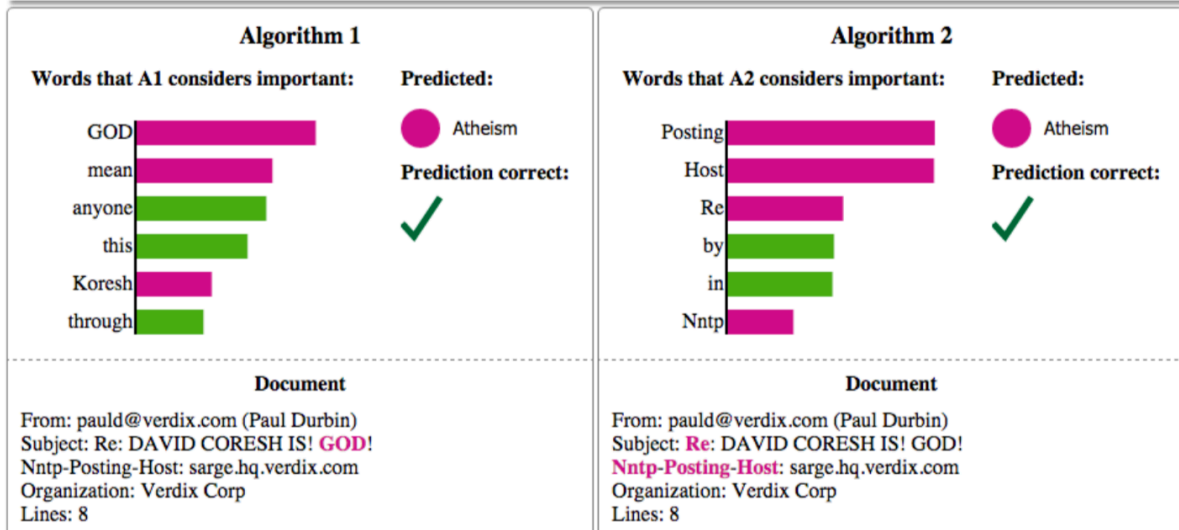 Algorithm 1
Words that A1 considers important:
Predicted:
GOD
mean
anyone
this
Koresh
through
Atheism
Prediction correct:
Document
From: pauld@verdix.com (Paul Durbin)
Subject: Re: DAVID CORESH IS! GOD!
Nntp-Posting-Host: sarge.hq.verdix.com
Organization: Verdix Corp
Lines: 8
Algorithm 2
Words that A2 considers important:
Predicted:
Posting
Host
Re
by
in
Nntp
Atheism
Prediction correct:
Document
From: pauld@verdix.com (Paul Durbin)
Subject: Re: DAVID CORESH IS! GOD!
Nntp-Posting-Host: sarge.hq.verdix.com
Organization: Verdix Corp
Lines: 8